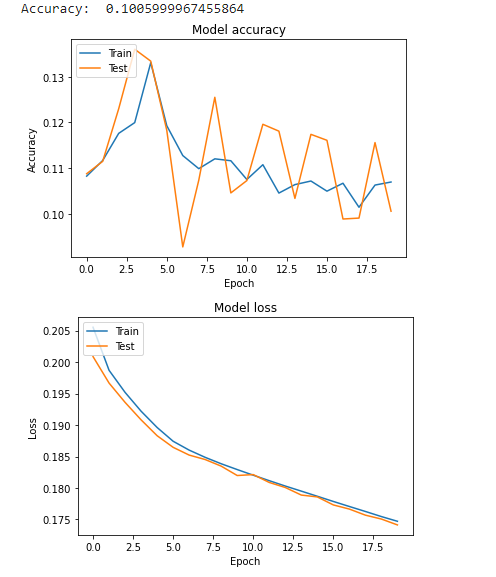 Accuracy: 0.1005999967455864
Model accuracy
Train
Test
0.13
0.12
0.11
0.10
Accuracy
0.0 2.5 5.0 7.5 10.0 12.5 15.0 17.5
Epoch
Model loss
Train
Test
0.205
0.200
0.195
0.190
0.185
0.180
0.175
Loss
0.0 2.5 5.0 7.5 10.0 12.5 15.0 17.5
Epoch